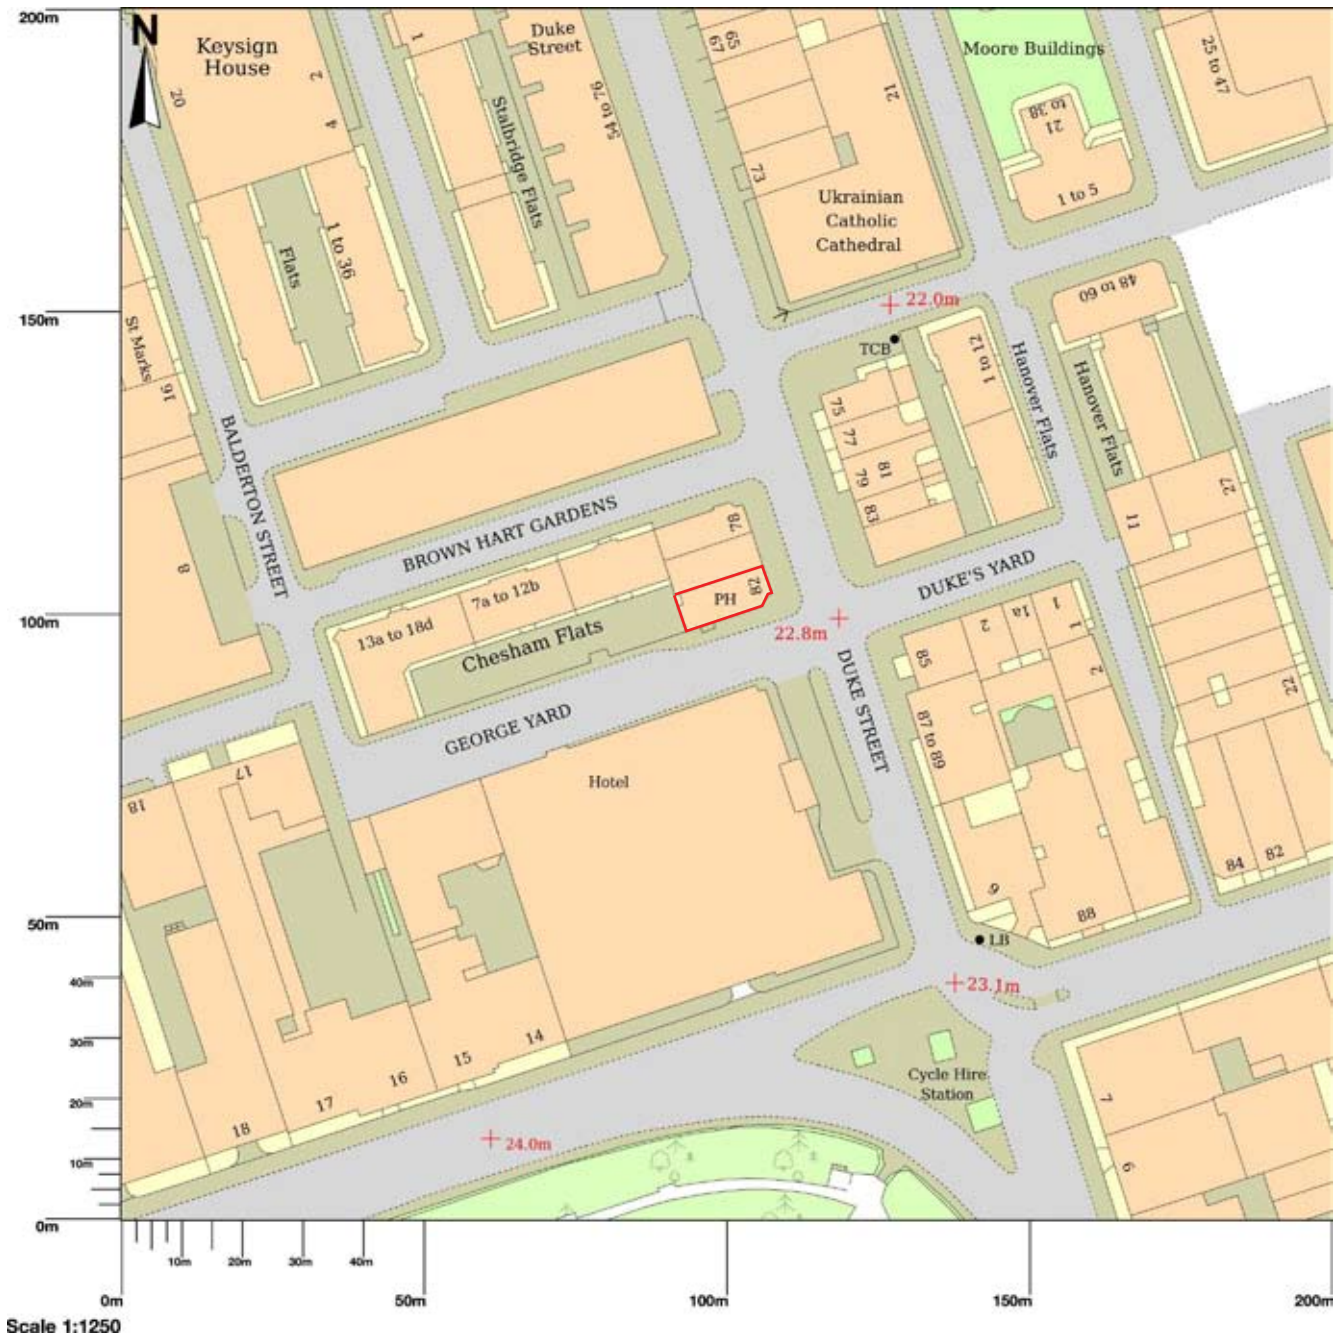 200m
N
Keysign
House
20
2
4
1
Duke
Street
54 to 76
Stalbridge Flats
65
67
73
21
Moore Buildings
21
to 38
1 to 5
25 to 47
Ukrainian
Catholic
Cathedral
Flats
1 to 36
150m
St Marks
16
22.0m
TCB
48 to 60
1 to 12
Hanover Flats
Hanover Flats
75
77
79
81
83
BALDERTON STREET
8
BROWN HART GARDENS
78
82
PH
7a to 12b
13a to 18d
Chesham Flats
100m
22.8m
DUKE'S YARD
11
27
22
GEORGE YARD
DUKE STREET
85
87 to 89
2
1a
1
2
Hotel
17
18
84
82
9
88
50m
LB
40m
23.1m
30m
14
15
16
17
18
20m
Cycle Hire
Station
7
6
24.0m
10m
0m
10m
20m
30m
40m
0m
50m
100m
150m
200m
Scale 1:1250